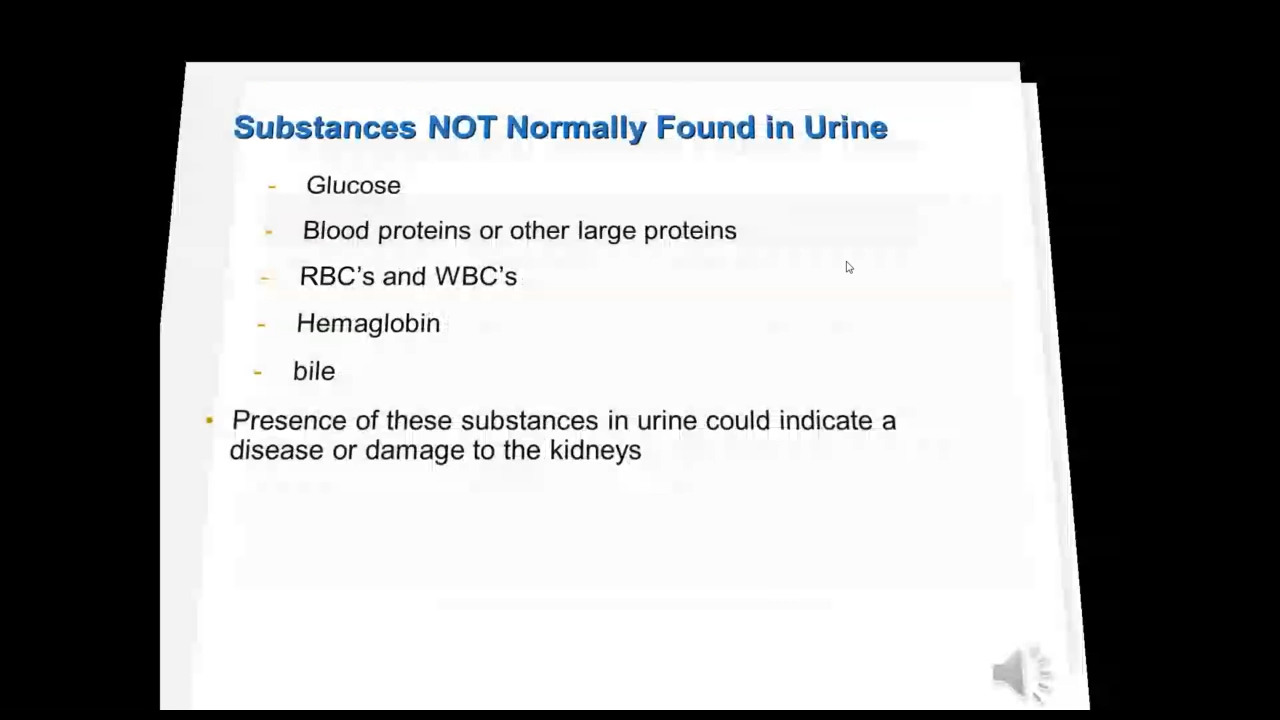 Substances NOT Normally Found in Urine
- Glucose
- Blood proteins or other large proteins
- RBC’s and WBC’s
- Hemaglobin
- bile
• Presence of these substances in urine could indicate a
disease or damage to the kidneys